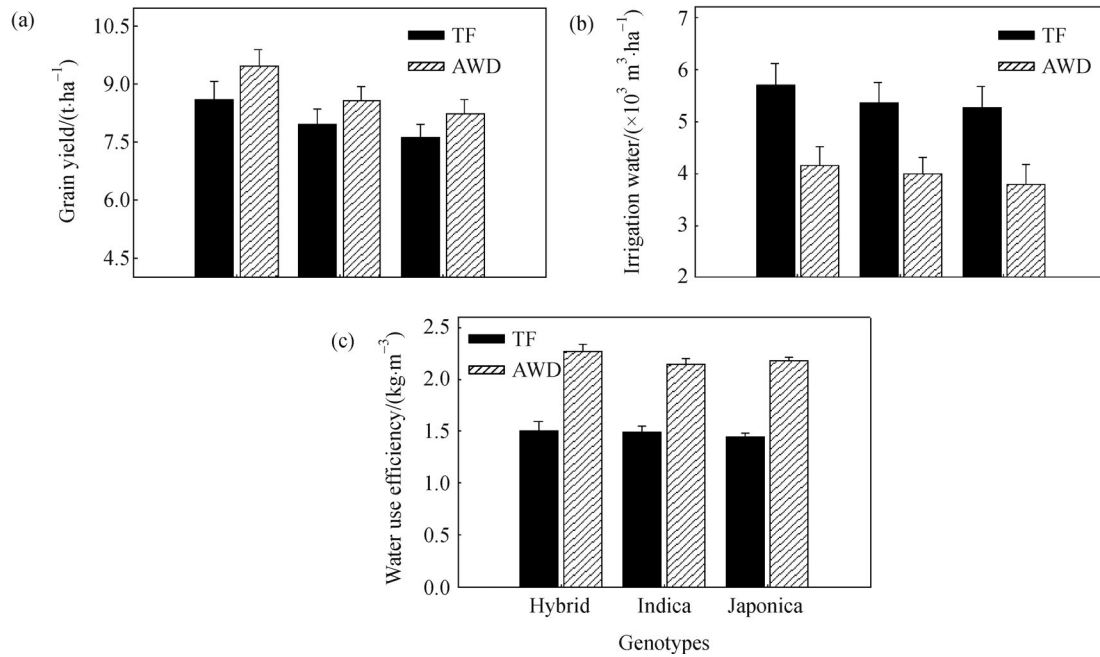 (a)
Grain yield/(t·ha⁻¹)
10.5
9.0
7.5
6.0
4.5
TF
AWD
(b)
Irrigation water/(×10³ m³·ha⁻¹)
7
6
5
4
3
2
TF
AWD
(c)
Water use efficiency/(kg·m⁻³)
2.5
2.0
1.5
1.0
0.5
0.0
TF
AWD
Hybrid Indica Japonica
Genotypes